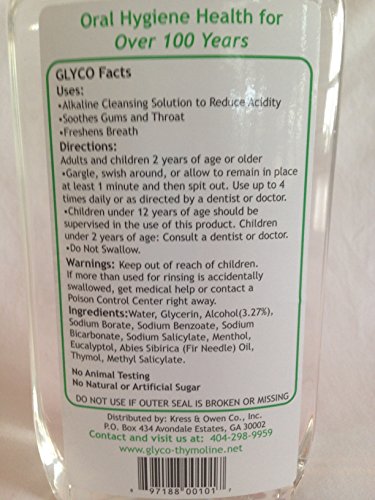 Oral Hygiene Health for
Over 100 Years
GLYCO Facts
Uses:
•Alkaline Cleansing Solution to Reduce Acidity
•Soothes Gums and Throat
•Freshens Breath
Directions:
Adults and children 2 years of age or older
•Gargle, swish around, or allow to remain in place
at least 1 minute and then spit out. Use up to 4
times daily or as directed by a dentist or doctor.
•Children under 12 years of age should be
supervised in the use of this product. Children
under 2 years of age: Consult a dentist or doctor.
•Do Not Swallow.
Warnings: Keep out of reach of children.
If more than used for rinsing is accidentally
swallowed, get medical help or contact a
Poison Control Center right away.
Ingredients:Water, Glycerin, Alcohol(3.27%),
Sodium Borate, Sodium Benzoate, Sodium
Bicarbonate, Sodium Salicylate, Menthol,
Eucalyptol, Abies Sibirica (Fir Needle) Oil,
Thymol, Methyl Salicylate.
No Animal Testing
No Natural or Artificial Sugar
DO NOT USE IF OUTER SEAL IS BROKEN OR MISSING
Distributed by: Kress & Owen Co., Inc.
P.O. Box 434 Avondale Estates, GA 30002
Contact and visit us at: 404-298-9959
www.glyco-thymoline.net
97188 00101